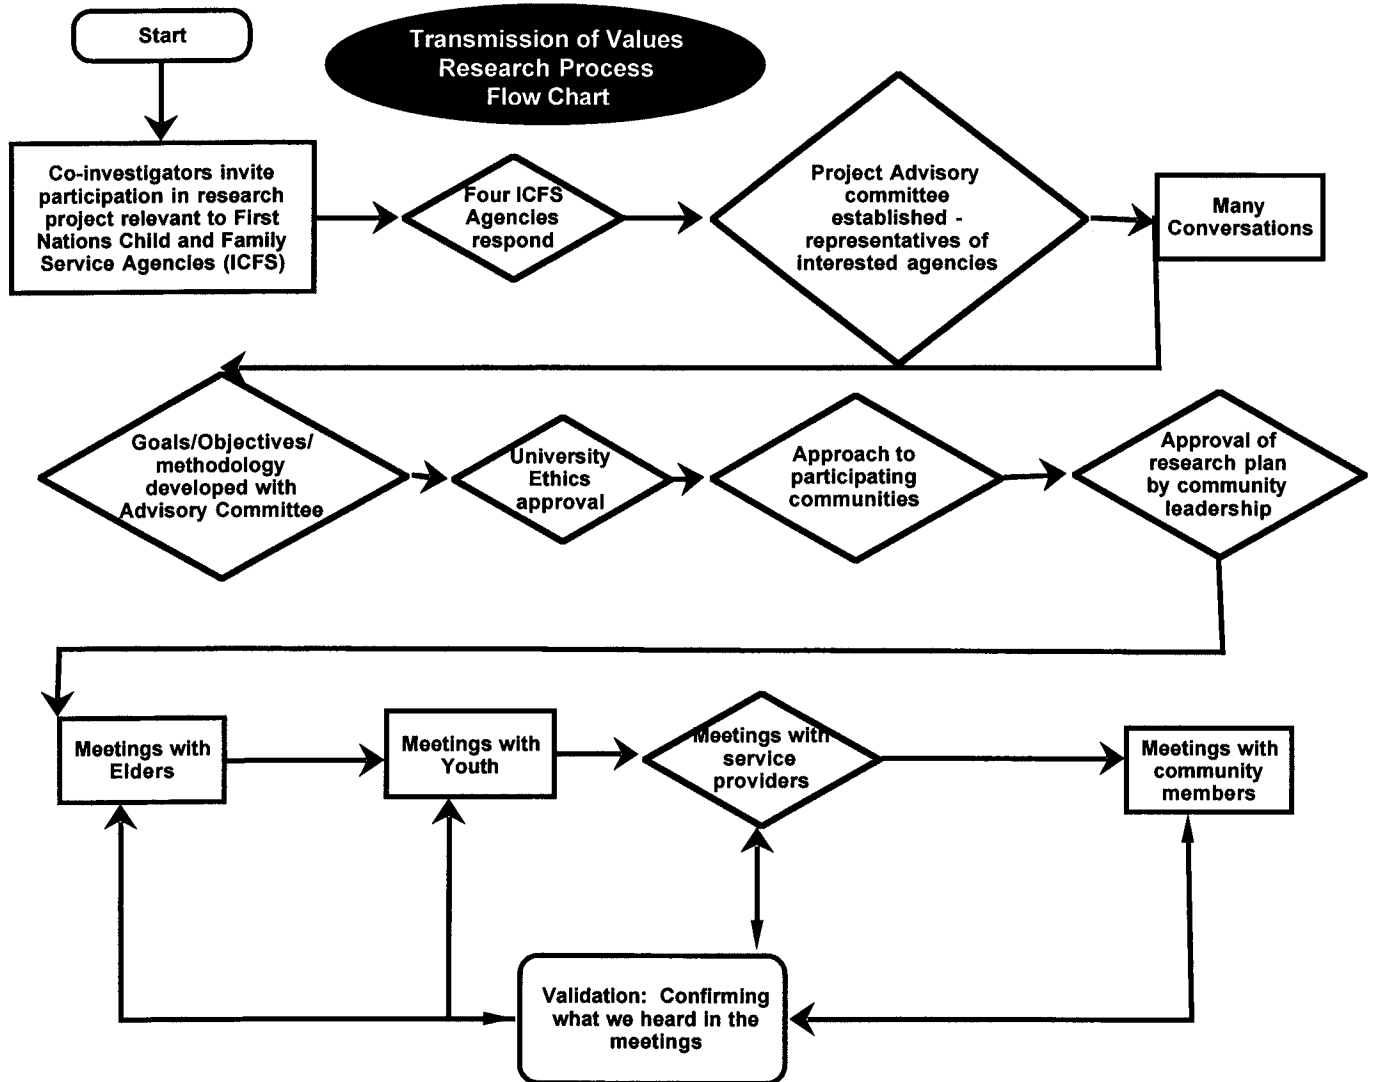 Start
Transmission of Values
Research Process
Flow Chart
Co-investigators invite
participation in research
project relevant to First
Nations Child and Family
Service Agencies (ICFS)
Four ICFS
Agencies
respond
Project Advisory
committee
established -
representatives of
interested agencies
Many
Conversations
Goals/Objectives/
methodology
developed with
Advisory Committee
University
Ethics
approval
Approach to
participating
communities
Approval of
research plan
by community
leadership
Meetings with
Elders
Meetings with
Youth
Meetings with
service
providers
Meetings with
community
members
Validation: Confirming
what we heard in the
meetings